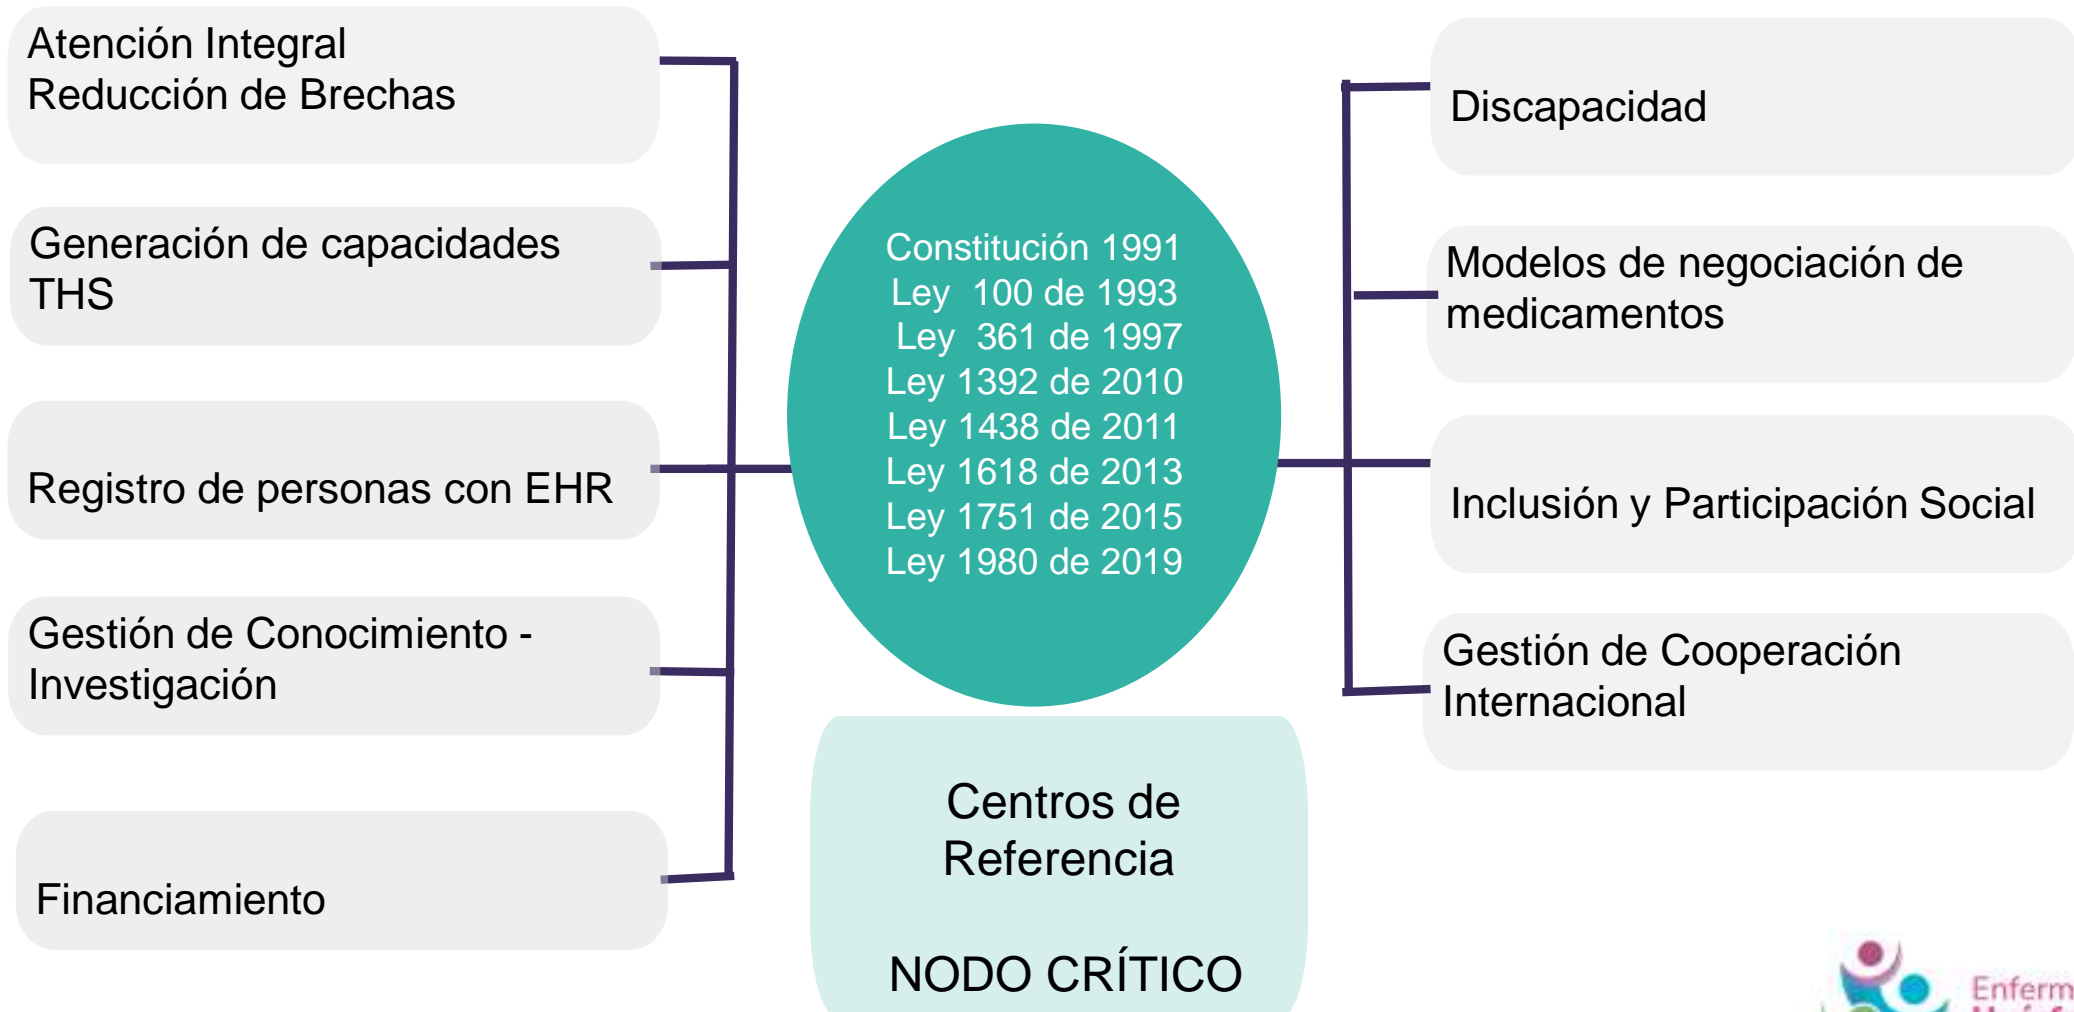 Atención Integral
Reducción de Brechas
Generación de capacidades
THS
Registro de personas con EHR
Gestión de Conocimiento -
Investigación
Financiamiento
Constitución 1991
Ley 100 de 1993
Ley 361 de 1997
Ley 1392 de 2010
Ley 1438 de 2011
Ley 1618 de 2013
Ley 1751 de 2015
Ley 1980 de 2019
Centros de
Referencia
NODO CRÍTICO
Discapacidad
Modelos de negociación de
medicamentos
Inclusión y Participación Social
Gestión de Cooperación
Internacional
Enferm